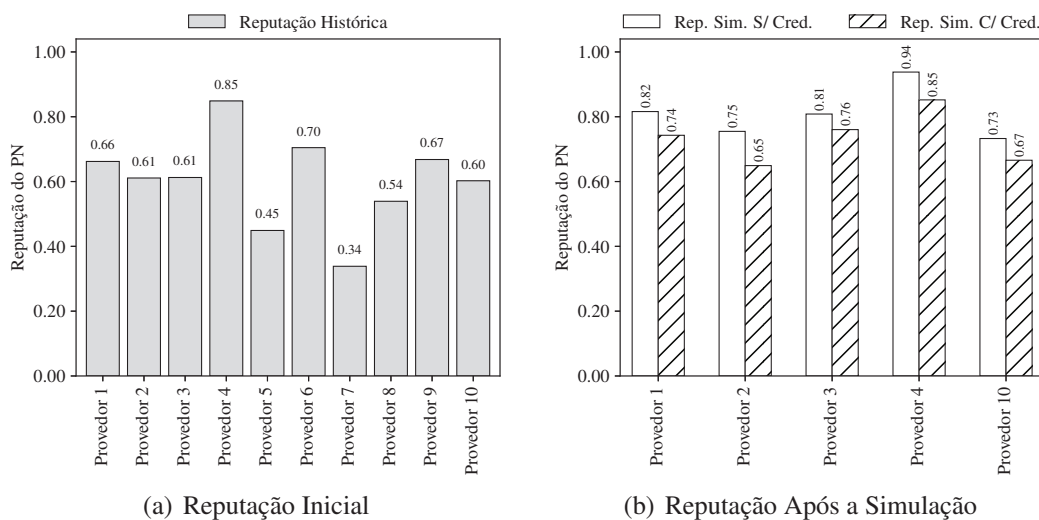 Reputação Histórica
Reputação do PN
1.00
0.80
0.60
0.40
0.20
0.00
0.66
0.61
0.61
0.85
0.45
0.70
0.34
0.54
0.67
0.60
Provedor 1
Provedor 2
Provedor 3
Provedor 4
Provedor 5
Provedor 6
Provedor 7
Provedor 8
Provedor 9
Provedor 10
(a) Reputação Inicial
Rep. Sim. S/ Cred.
Rep. Sim. C/ Cred.
Reputação do PN
1.00
0.80
0.60
0.40
0.20
0.00
0.82
0.74
0.75
0.65
0.81
0.76
0.94
0.85
0.73
0.67
Provedor 1
Provedor 2
Provedor 3
Provedor 4
Provedor 10
(b) Reputação Após a Simulação